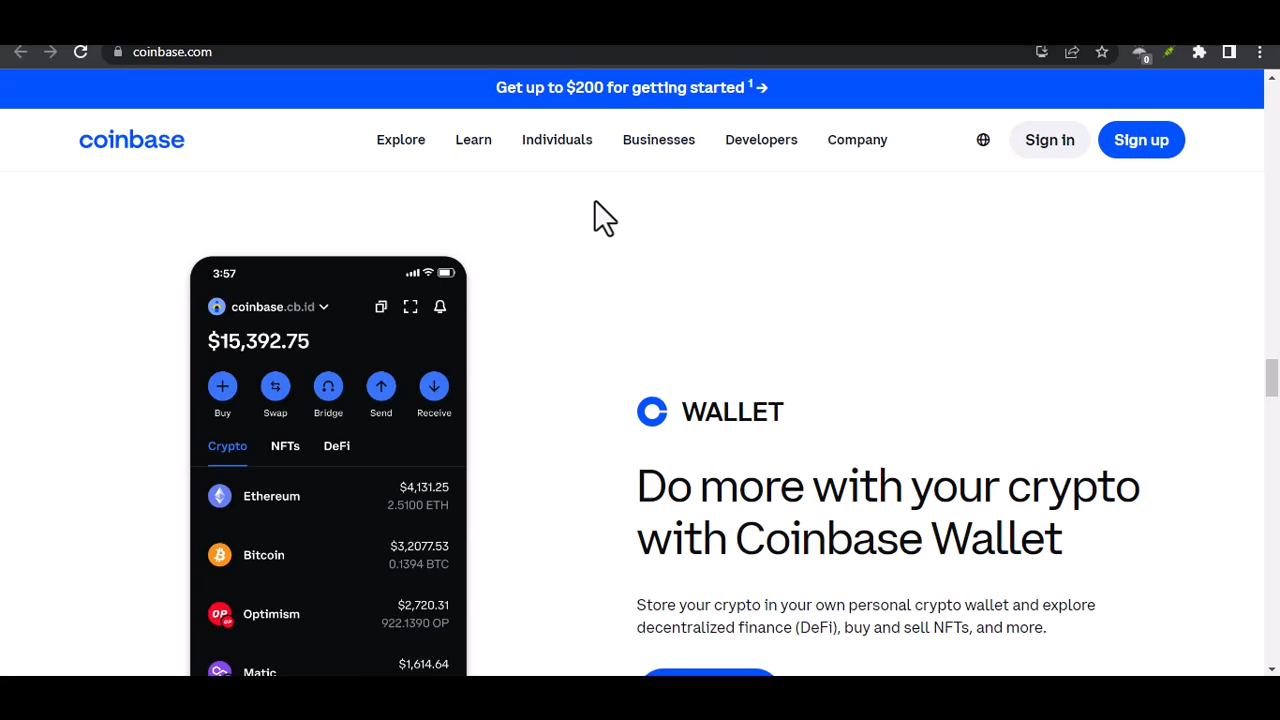 coinbase.com
0
Get up to $200 for getting started 1 →
coinbase
Explore
Learn
Individuals
Businesses
Developers
Company
Sign in
Sign up
3:57
coinbase.cb.id
$15,392.75
Buy
Swap
Bridge
Send
Receive
Crypto
NFTs
DeFi
Ethereum
$4,131.25
2.5100 ETH
Bitcoin
$3,2077.53
0.1394 BTC
OP
OP
Optimism
$2,720.31
922.1390 OP
Matic
$1,614.64
WALLET
Do more with your crypto
with Coinbase Wallet
Store your crypto in your own personal crypto wallet and explore
decentralized finance (DeFi), buy and sell NFTs, and more.